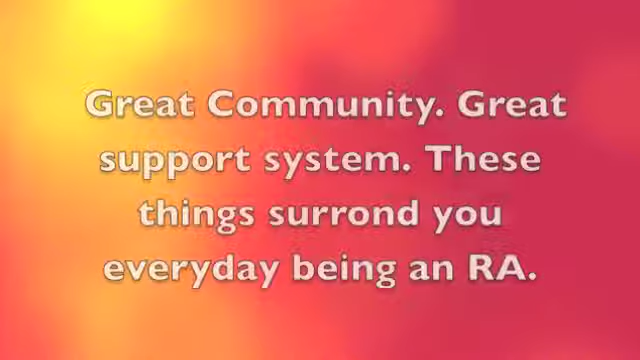 Great Community. Great
support system. These
things surrond you
everyday being an RA.